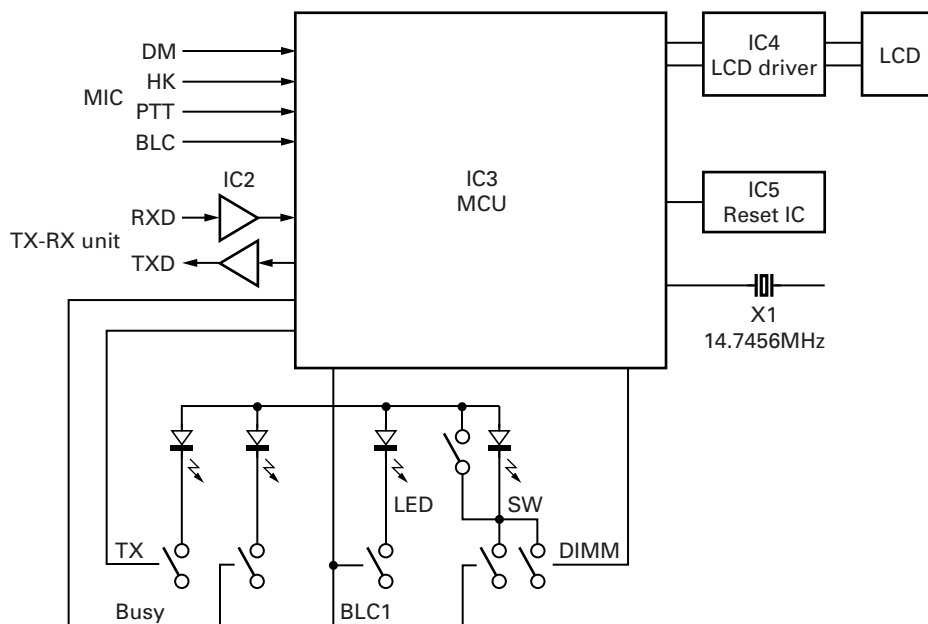 DM
HK
MIC
PTT
BLC
IC2
RXD
TX-RX unit
TXD
IC3
MCU
IC4
LCD driver
LCD
IC5
Reset IC
X1
14.7456MHz
LED
SW
TX
DIMM
Busy
BLC1